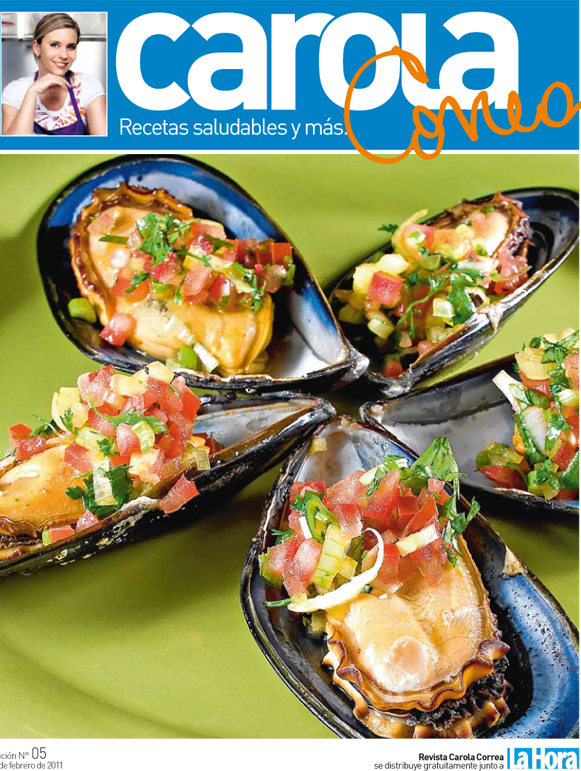 carola
Correa
Recetas saludables y más.
ición N° 05
de febrero de 2011
Revista Carola Correa
se distribuye gratuitamente junto a
la Hora